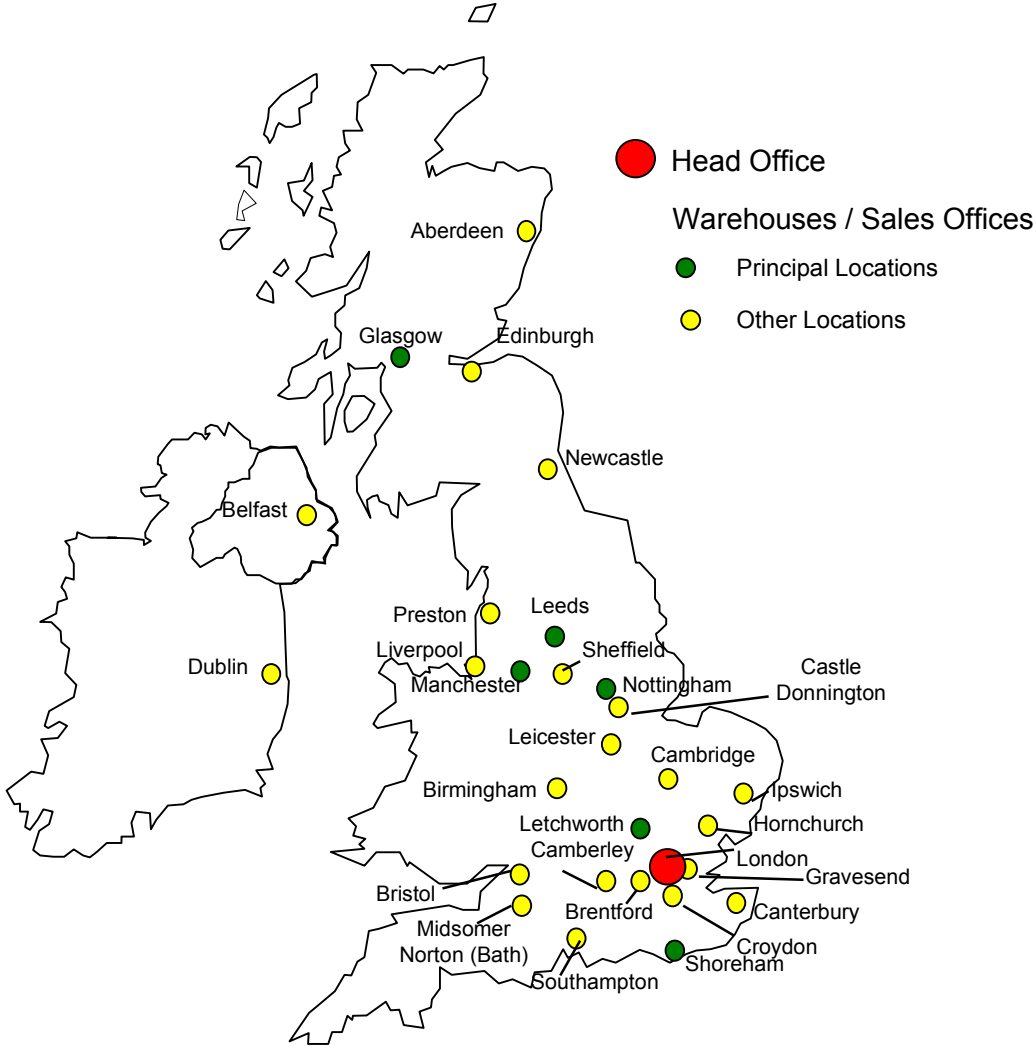 Head Office
Warehouses / Sales Offices
Aberdeen
Principal Locations
Other Locations
Glasgow
Edinburgh
Newcastle
Belfast
Leeds
Preston
Liverpool
Sheffield
Dublin
Manchester
Nottingham
Castle
Donnington
Leicester
Cambridge
Birmingham
Ipswich
Letchworth
Hornchurch
Camberley
London
Gravesend
Bristol
Brentford
Canterbury
Midsomer
Norton (Bath)
Croydon
Shoreham
Southampton